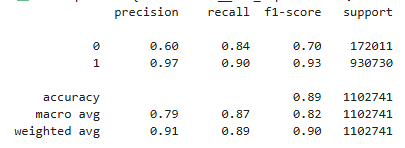 precision recall f1-score support
0 0.60 0.84 0.70 172011
1 0.97 0.90 0.93 930730
accuracy 0.89 1102741
macro avg 0.79 0.87 0.82 1102741
weighted avg 0.91 0.89 0.90 1102741